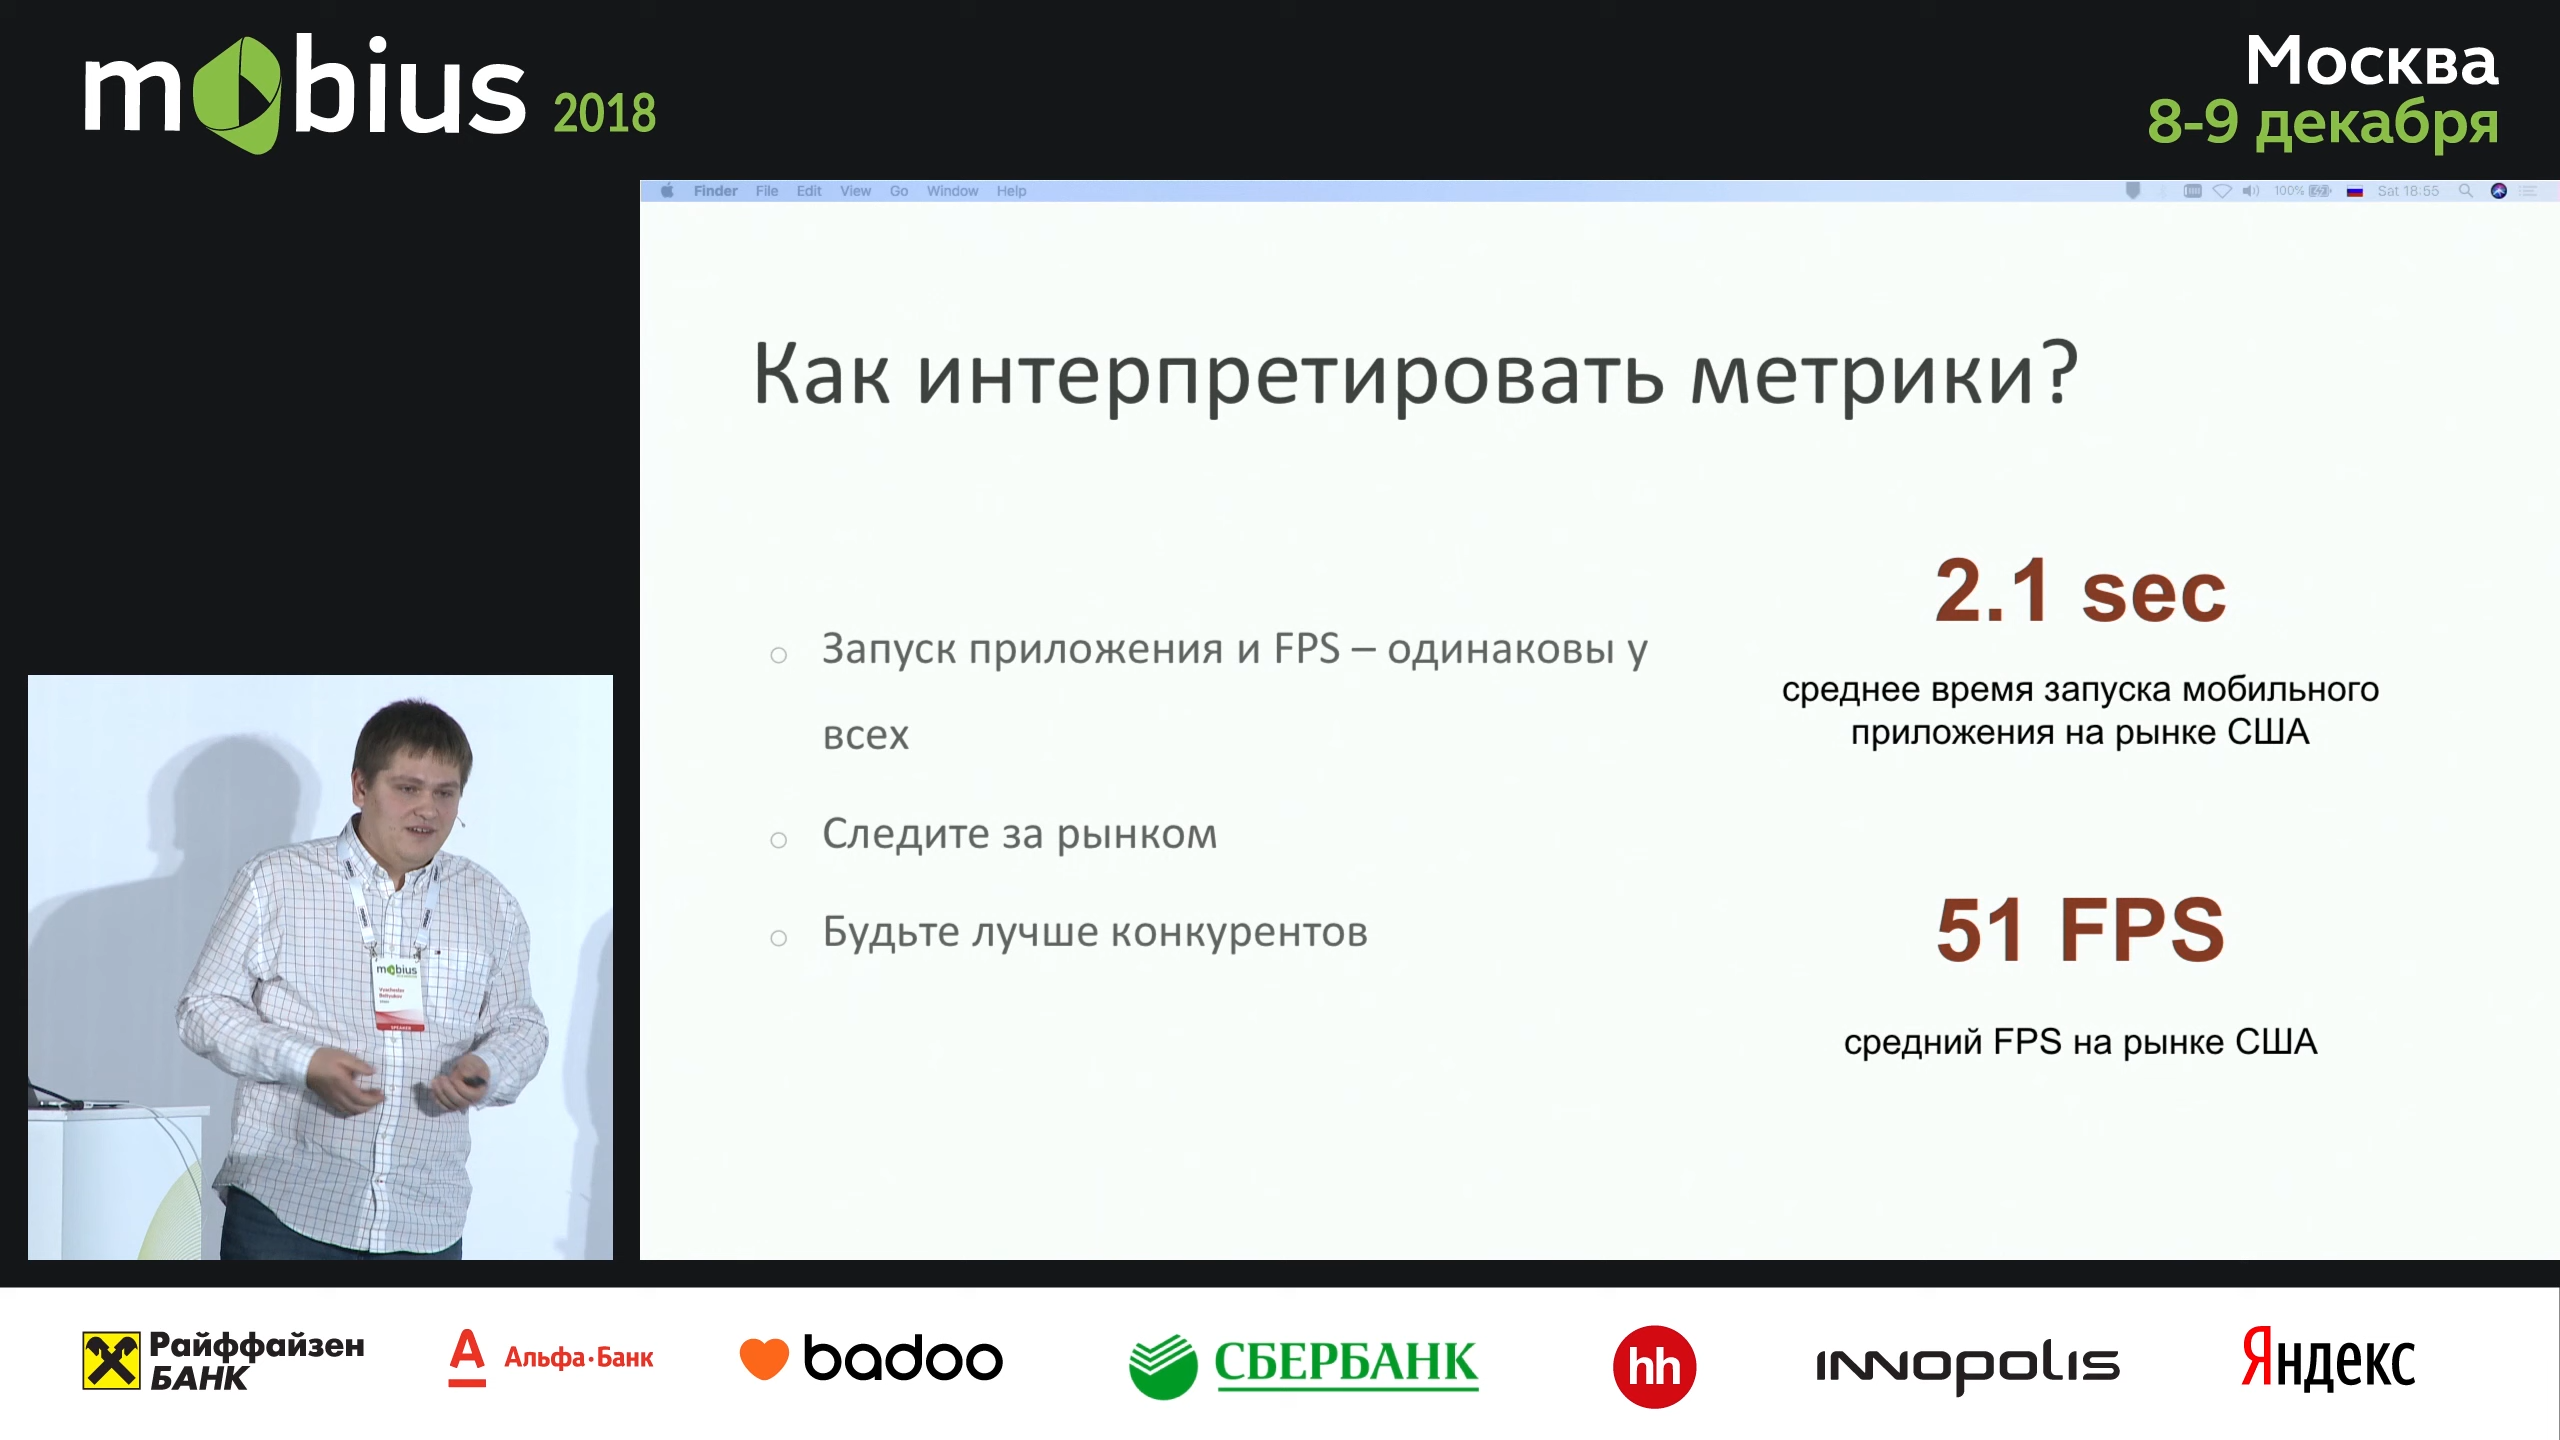 mobius 2018
Москва
8-9 декабря
Finder File Edit View Go Window Help
100% Sat 18:55
Как интерпретировать метрики?
Запуск приложения и FPS – одинаковы у
всех
Следите за рынком
Будьте лучше конкурентов
2.1 sec
среднее время запуска мобильного
приложения на рынке США
51 FPS
средний FPS на рынке США
mobius
SPEAKER
Райффайзен
БАНК
А Альфа·Банк
badoo
СБЕРБАНК
hh
INNOPOLIS
Яндекс